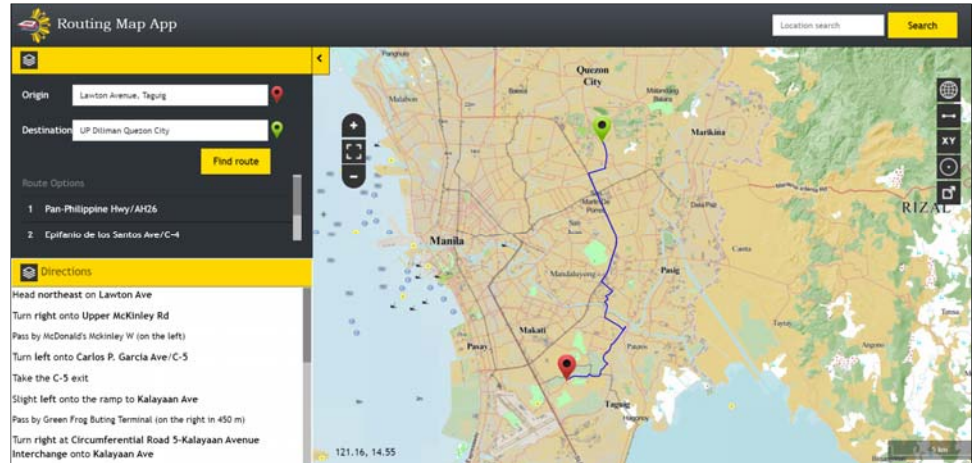 Routing Map App
Location search
Search
Origin
Lawton Avenue, Taguig
Destination
UP Diliman Quezon City
Find route
Route Options
1 Pan-Philippine Hwy/AH26
2 Epifanio de los Santos Ave/C-4
Directions
Head northeast on Lawton Ave
Turn right onto Upper McKinley Rd
Pass by McDonald's Mckinley W (on the left)
Turn left onto Carlos P. Garcia Ave/C-5
Take the C-5 exit
Slight left onto the ramp to Kalayaan Ave
Pass by Green Frog Buting Terminal (on the right in 450 m)
Turn right at Circumferential Road 5-Kalayaan Avenue
Interchange onto Kalayaan Ave
Quezon
City
Malabon
Marikina
XY
RIZAL
Manila
Cainta
Mandaluyong
Pasig
Makati
Pasay
Pateros
Taytay
Angono
Taguig
121.16, 14.55
5 km